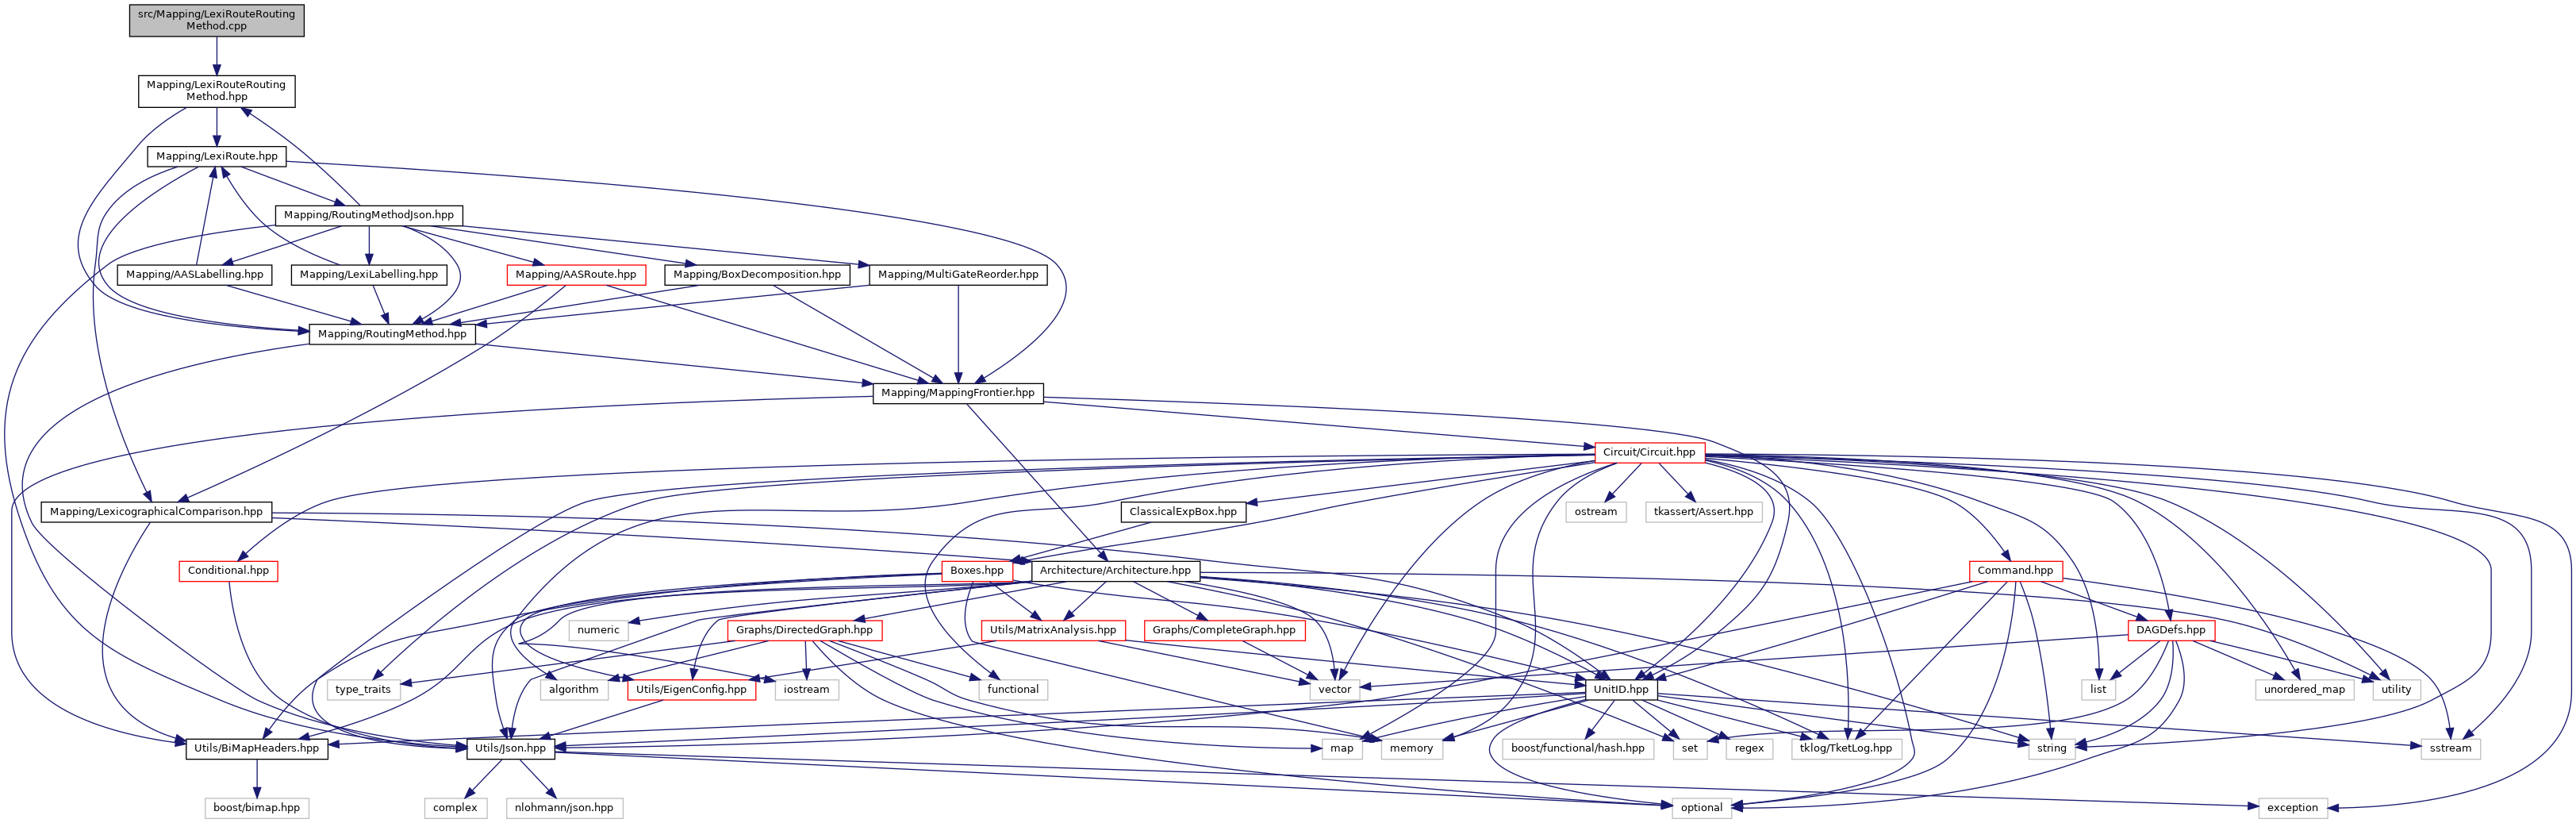 src/Mapping/LexiRouteRouting
Method.cpp
Mapping/LexiRouteRouting
Method.hpp
Mapping/LexiRoute.hpp
Mapping/RoutingMethodJson.hpp
Mapping/AASLabelling.hpp
Mapping/LexiLabelling.hpp
Mapping/AASRoute.hpp
Mapping/BoxDecomposition.hpp
Mapping/MultiGateReorder.hpp
Mapping/RoutingMethod.hpp
Mapping/MappingFrontier.hpp
Circuit/Circuit.hpp
Mapping/LexicographicalComparison.hpp
ClassicalExpBox.hpp
ostream
tkassert/Assert.hpp
Conditional.hpp
Boxes.hpp
Architecture/Architecture.hpp
Command.hpp
numeric
Graphs/DirectedGraph.hpp
Utils/MatrixAnalysis.hpp
Graphs/CompleteGraph.hpp
DAGDefs.hpp
type_traits
algorithm
Utils/EigenConfig.hpp
iostream
functional
vector
UnitID.hpp
list
unordered_map
utility
Utils/BiMapHeaders.hpp
Utils/Json.hpp
map
memory
boost/functional/hash.hpp
set
regex
tklog/TketLog.hpp
string
sstream
boost/bimap.hpp
complex
nlohmann/json.hpp
optional
exception